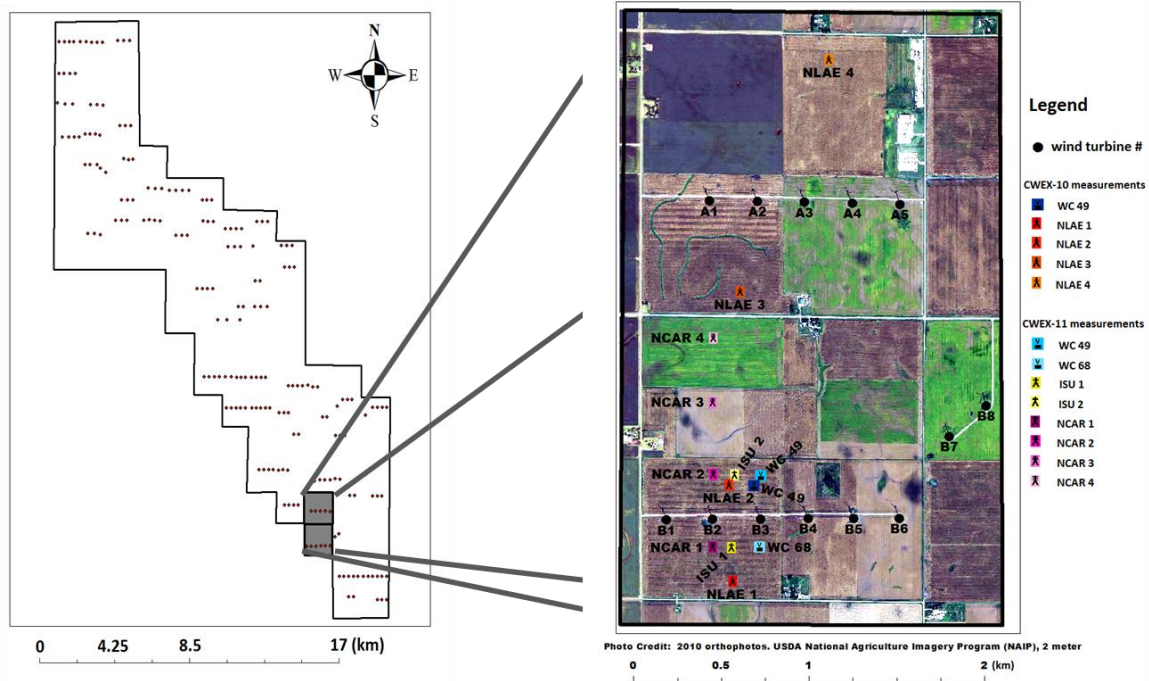 N
W
E
S
0
4.25
8.5
17 (km)
NLAE 4
A1
A2
A3
A4
A5
NLAE 3
NCAR 4
NCAR 3
B8
B7
ISU 2
WC 49
NCAR 2
NLAE 2
WC 49
B1
B2
B3
B4
B5
B6
NCAR 1
WC 68
ISU 1
NLAE 1
Photo Credit: 2010 orthophotos. USDA National Agriculture Imagery Program (NAIP), 2 meter
0
0.5
1
2 (km)
Legend
wind turbine #
CWEX-10 measurements
WC 49
NLAE 1
NLAE 2
NLAE 3
NLAE 4
CWEX-11 measurements
WC 49
WC 68
ISU 1
ISU 2
NCAR 1
NCAR 2
NCAR 3
NCAR 4